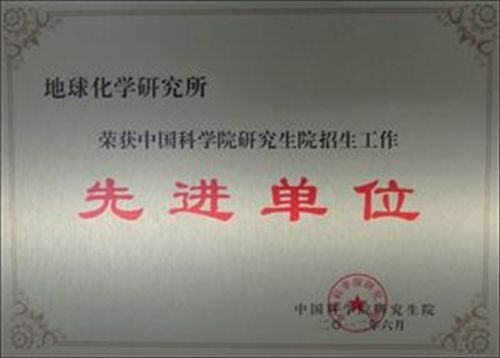 地球化学研究所
荣获中国科学院研究生院招生工作
先进单位
中国科学院研究生院
二〇一二年六月